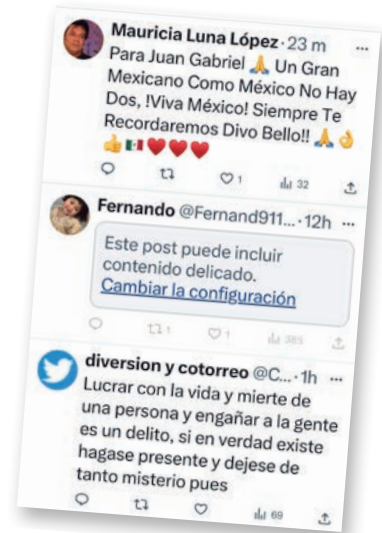 Mauricia Luna López · 23 m ...
Para Juan Gabriel 🙏 Un Gran
Mexicano Como México No Hay
Dos, !Viva México! Siempre Te
Recordaremos Divo Bello!! 🙏👌
👍🇲🇽❤️❤️❤️
1 32
Fernando @Fernand911... · 12h ...
Este post puede incluir
contenido delicado.
Cambiar la configuración
1 1 385
diversion y cotorreo @C... · 1h ...
Lucrar con la vida y mierte de
una persona y engañar a la gente
es un delito, si en verdad existe
hagase presente y dejese de
tanto misterio pues
69